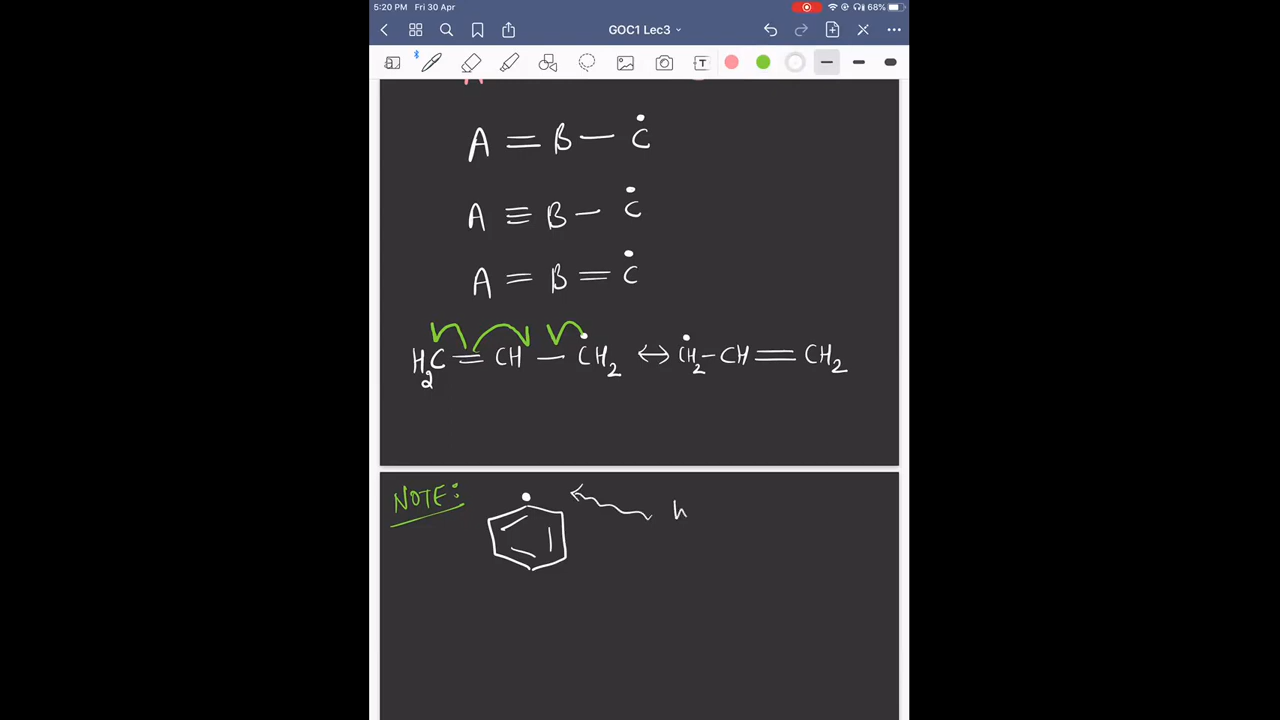 5:20 PM Fri 30 Apr 68%
GOC1 Lec3
T
A = B — Ċ
A ≡ B — Ċ
A = B = Ċ
H₂C = CH — ĊH₂ ↔ ĊH₂ — CH = CH₂
NOTE:
h